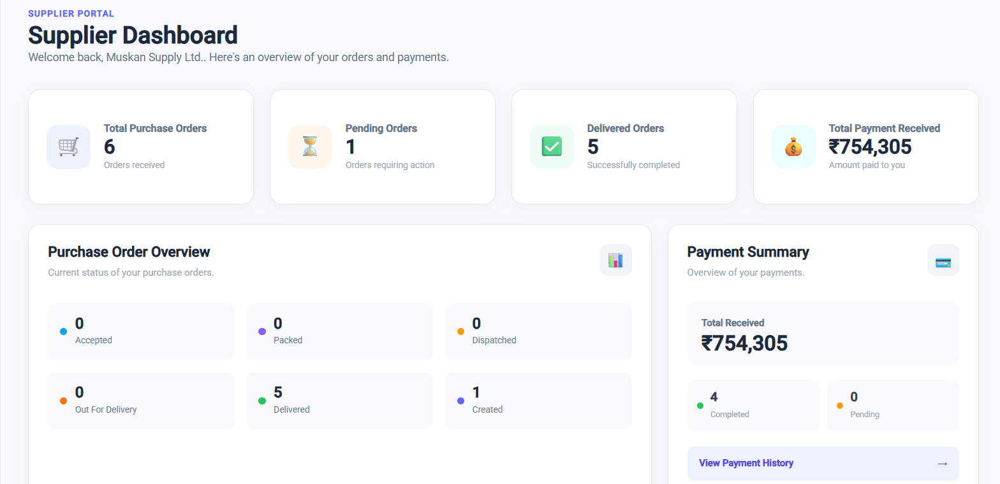 SUPPLIER PORTAL
Supplier Dashboard
Welcome back, Muskan Supply Ltd.. Here's an overview of your orders and payments.
Total Purchase Orders
6
Orders received
Pending Orders
1
Orders requiring action
Delivered Orders
5
Successfully completed
Total Payment Received
₹754,305
Amount paid to you
Purchase Order Overview
Current status of your purchase orders.
0
Accepted
0
Packed
0
Dispatched
0
Out For Delivery
5
Delivered
1
Created
Payment Summary
Overview of your payments.
Total Received
₹754,305
4
Completed
0
Pending
View Payment History →